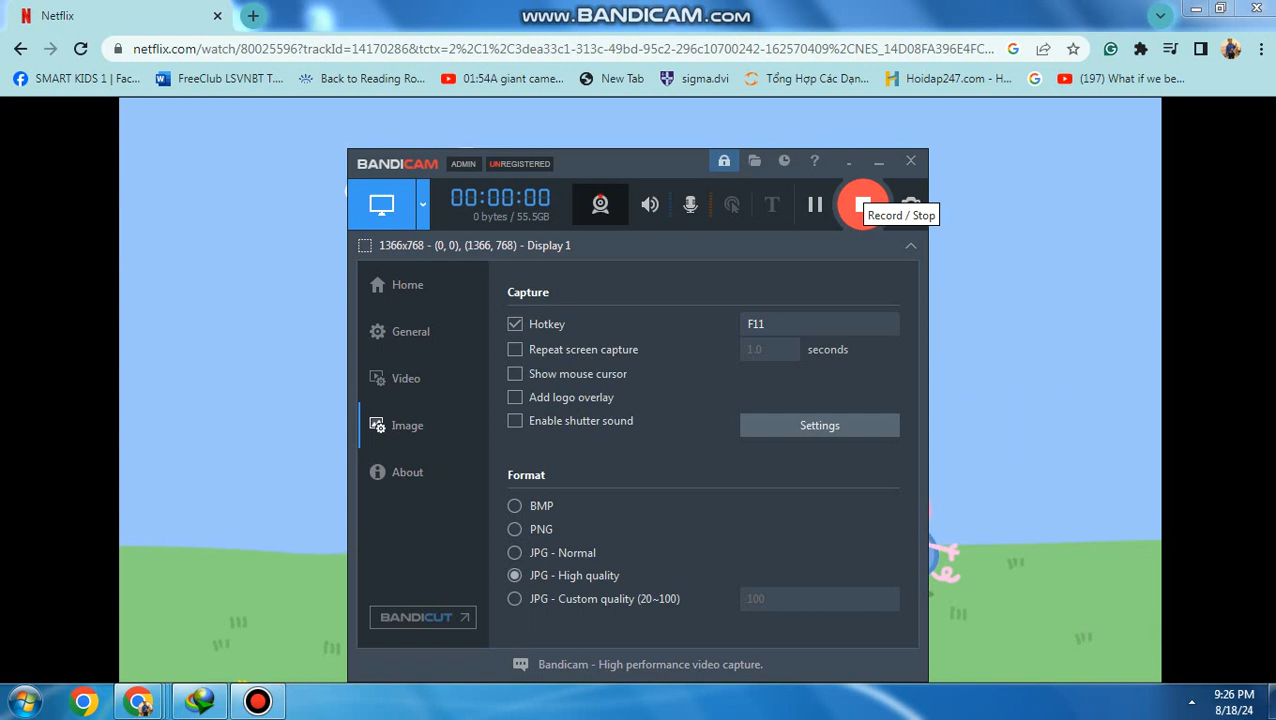 Netflix
www.BANDICAM.com
netflix.com/watch/80025596?trackId=14170286&tctx=2%2C1%2C3dea33c1-313c-49bd-95c2-296c10700242-162570409%2CNES_14D08FA396E4FC...
SMART KIDS 1 | Fac...
FreeClub LSVNBT T...
Back to Reading Ro...
01:54A giant came...
New Tab
sigma.dvi
Tổng Hợp Các Dạn...
Hoidap247.com - H...
(197) What if we be...
BANDICAM ADMIN UNREGISTERED
00:00:00
0 bytes / 55.5GB
T
Record / Stop
1366x768 - (0, 0), (1366, 768) - Display 1
Home
General
Video
Image
About
BANDICUT
Capture
Hotkey F11
Repeat screen capture 1.0 seconds
Show mouse cursor
Add logo overlay
Enable shutter sound Settings
Format
BMP
PNG
JPG - Normal
JPG - High quality
JPG - Custom quality (20~100) 100
Bandicam - High performance video capture.
9:26 PM
8/18/24